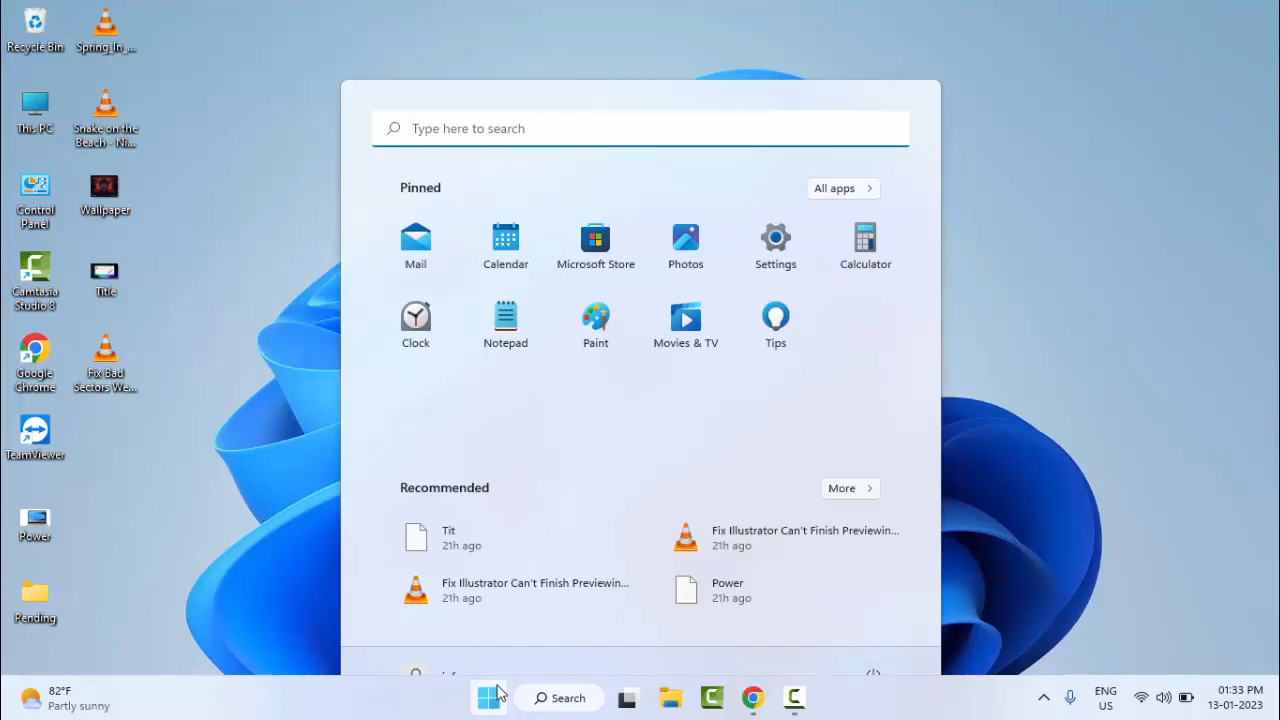 Recycle Bin
Spring_In_...
This PC
Snake on the
Beach - Ni...
Control
Panel
Wallpaper
Camtasia
Studio 8
Title
Google
Chrome
Fix Bad
Sectors We...
TeamViewer
Power
Pending
Type here to search
Pinned
All apps
Mail
Calendar
Microsoft Store
Photos
Settings
Calculator
Clock
Notepad
Paint
Movies & TV
Tips
Recommended
More
Tit
21h ago
Fix Illustrator Can't Finish Previewin...
21h ago
Fix Illustrator Can't Finish Previewin...
21h ago
Power
21h ago
82°F
Partly sunny
Search
ENG
US
01:33 PM
13-01-2023